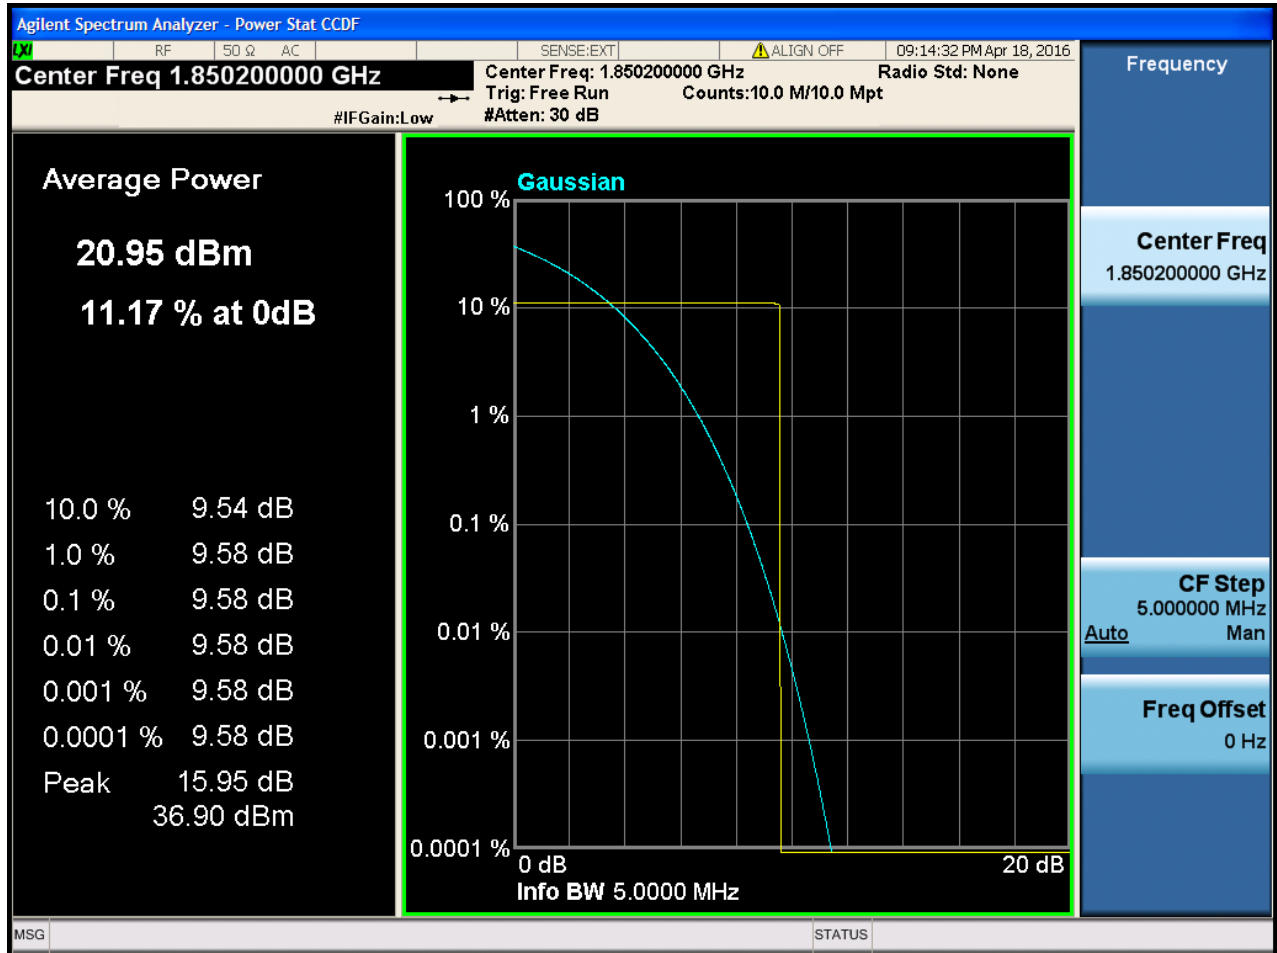 Agilent Spectrum Analyzer - Power Stat CCDF
LXI RF 50 Ω AC SENSE:EXT ALIGN OFF 09:14:32 PM Apr 18, 2016
Center Freq 1.850200000 GHz
Center Freq: 1.850200000 GHz Radio Std: None
Trig: Free Run Counts:10.0 M/10.0 Mpt
#IFGain:Low #Atten: 30 dB
Average Power
20.95 dBm
11.17 % at 0dB
10.0 % 9.54 dB
1.0 % 9.58 dB
0.1 % 9.58 dB
0.01 % 9.58 dB
0.001 % 9.58 dB
0.0001 % 9.58 dB
Peak 15.95 dB
36.90 dBm
Gaussian
100 %
10 %
1 %
0.1 %
0.01 %
0.001 %
0.0001 %
0 dB 20 dB
Info BW 5.0000 MHz
Frequency
Center Freq
1.850200000 GHz
CF Step
5.000000 MHz
Auto Man
Freq Offset
0 Hz
MSG STATUS